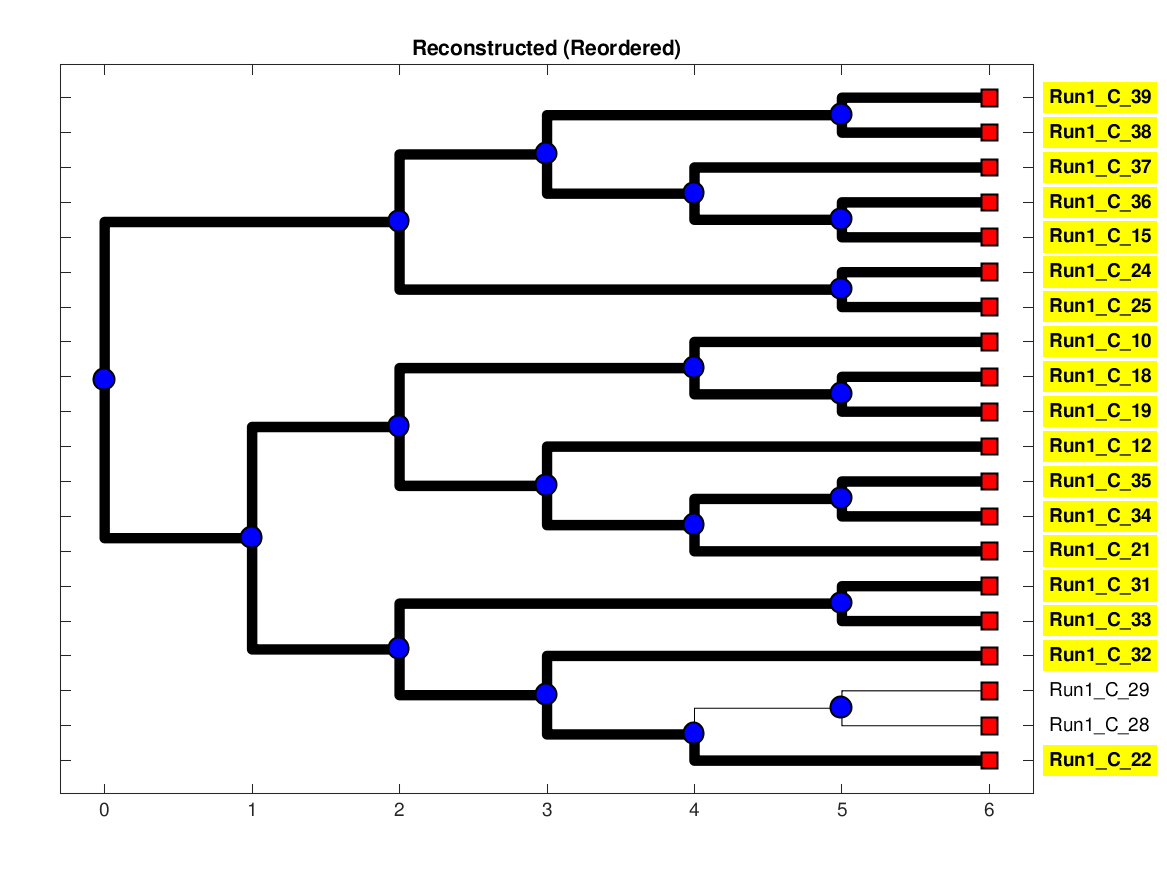 Reconstructed (Reordered)
Run1_C_39
Run1_C_38
Run1_C_37
Run1_C_36
Run1_C_15
Run1_C_24
Run1_C_25
Run1_C_10
Run1_C_18
Run1_C_19
Run1_C_12
Run1_C_35
Run1_C_34
Run1_C_21
Run1_C_31
Run1_C_33
Run1_C_32
Run1_C_29
Run1_C_28
Run1_C_22
0 1 2 3 4 5 6